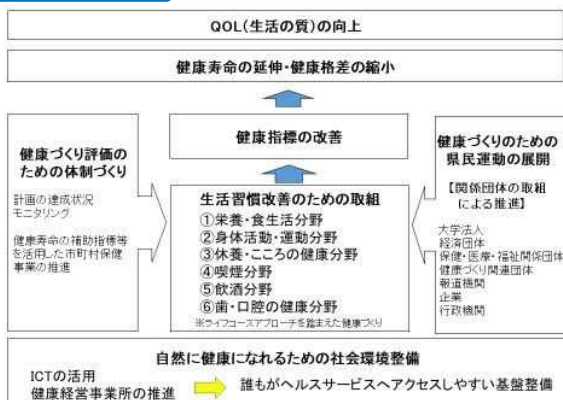 QOL(生活の質)の向上
健康寿命の延伸・健康格差の縮小
健康指標の改善
健康づくり評価の
ための体制づくり
計画の達成状況
モニタリング
健康寿命の補助指標等
を活用した市町村保健
事業の推進
生活習慣改善のための取組
①栄養・食生活分野
②身体活動・運動分野
③休養・こころの健康分野
④喫煙分野
⑤飲酒分野
⑥歯・口腔の健康分野
※ライフコースアプローチを踏まえた健康づくり
健康づくりのための
県民運動の展開
【関係団体の取組
による推進】
大学法人
経済団体
保健・医療・福祉関係団体
健康づくり関連団体
報道機関
企業
行政機関
自然に健康になれるための社会環境整備
ICTの活用
健康経営事業所の推進
誰もがヘルスサービスへアクセスしやすい基盤整備